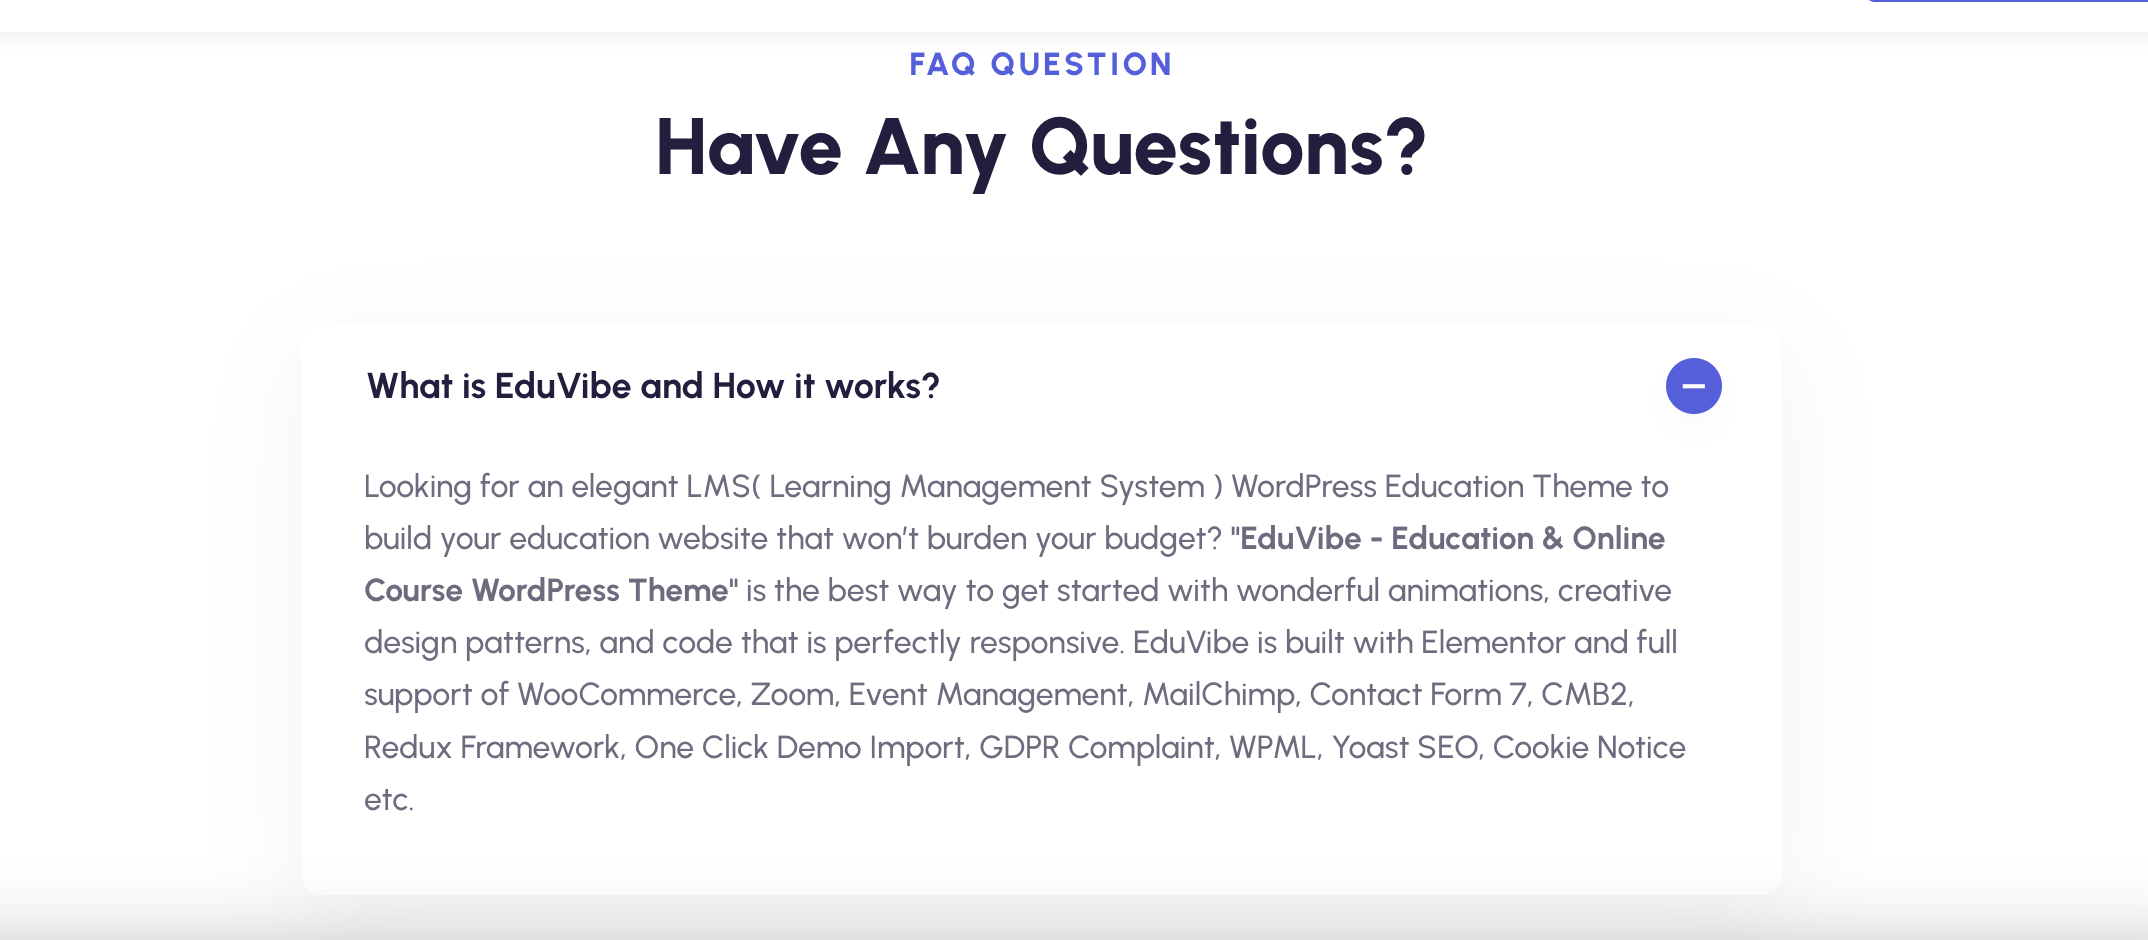 FAQ QUESTION
Have Any Questions?
What is EduVibe and How it works?
Looking for an elegant LMS( Learning Management System ) WordPress Education Theme to
build your education website that won’t burden your budget? "EduVibe - Education & Online
Course WordPress Theme" is the best way to get started with wonderful animations, creative
design patterns, and code that is perfectly responsive. EduVibe is built with Elementor and full
support of WooCommerce, Zoom, Event Management, MailChimp, Contact Form 7, CMB2,
Redux Framework, One Click Demo Import, GDPR Complaint, WPML, Yoast SEO, Cookie Notice
etc.